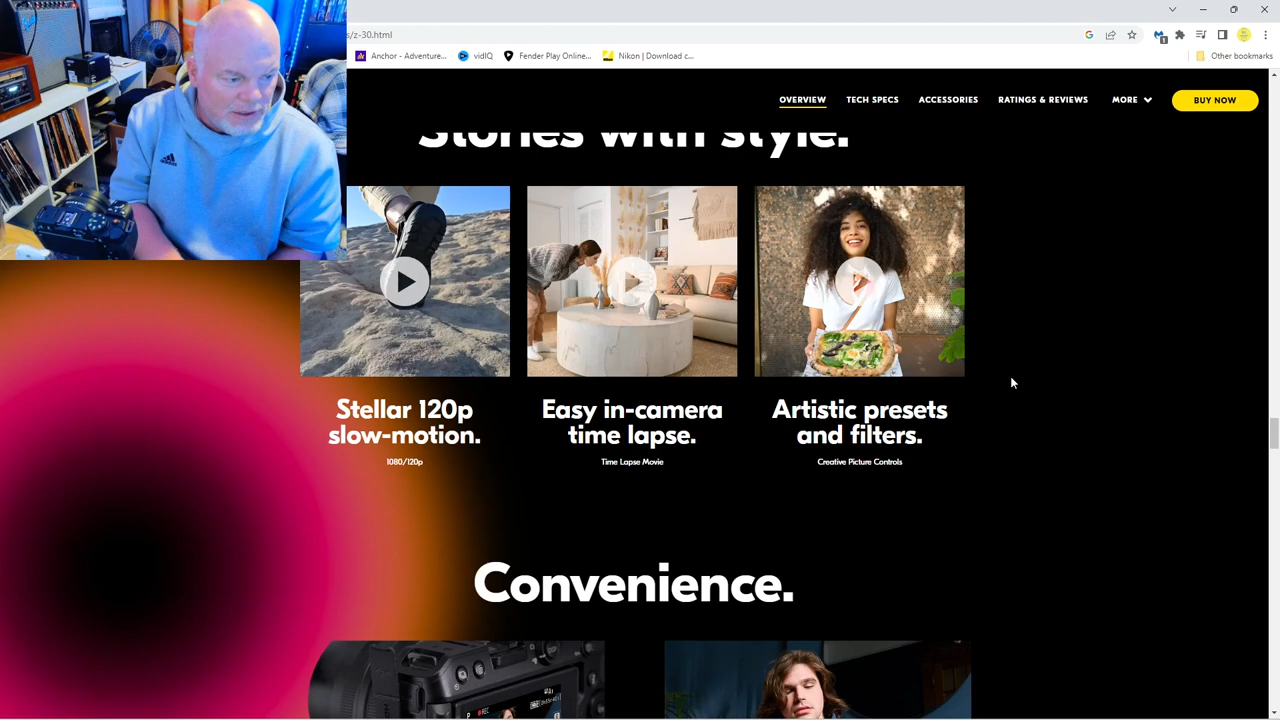 s/z-30.html
Anchor - Adventure...
vidIQ
Fender Play Online...
Nikon | Download c...
Other bookmarks
OVERVIEW
TECH SPECS
ACCESSORIES
RATINGS & REVIEWS
MORE
BUY NOW
Stories with style.
Stellar 120p
slow-motion.
1080/120p
Easy in-camera
time lapse.
Time Lapse Movie
Artistic presets
and filters.
Creative Picture Controls
Convenience.
REC